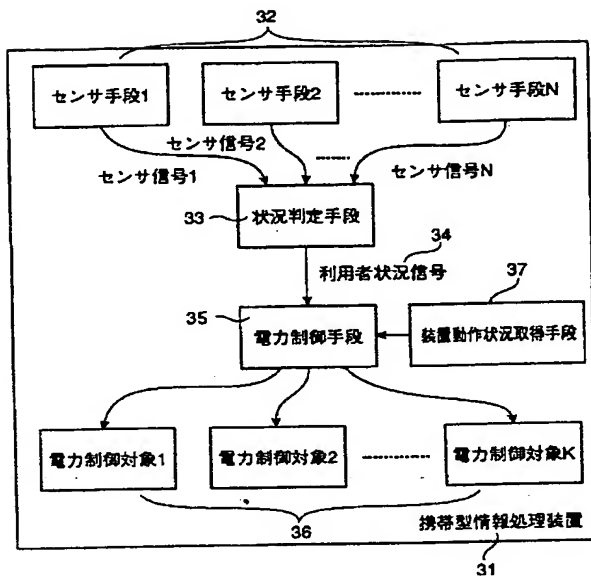 32
センサ手段1
センサ手段2
センサ手段N
センサ信号1
センサ信号2
センサ信号N
33
状況判定手段
34
利用者状況信号
35
電力制御手段
37
装置動作状況取得手段
電力制御対象1
電力制御対象2
電力制御対象K
36
携帯型情報処理装置
31